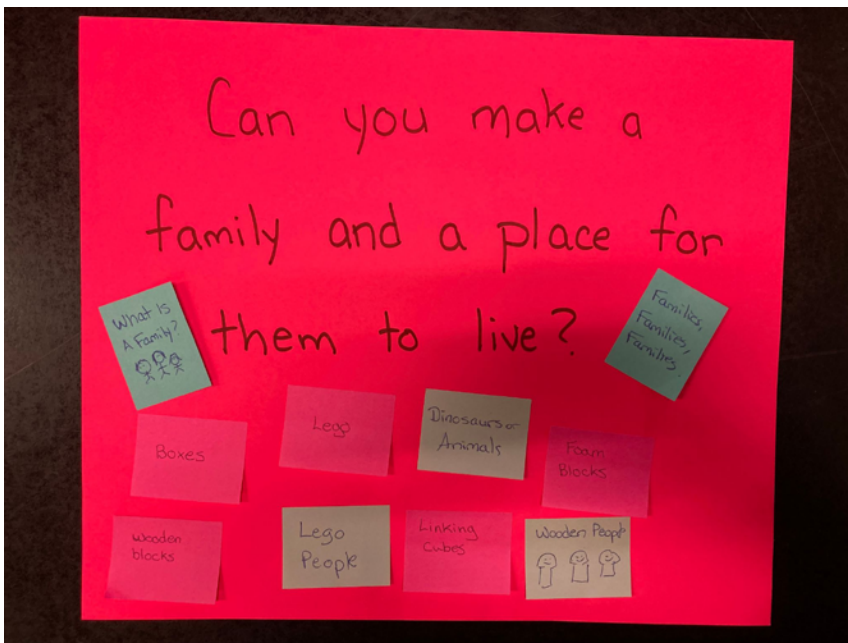 Can you make a
family and a place for
them to live?
What Is
A Family?
Families,
Families,
Families.
Boxes
Lego
Dinosaurs or
Animals
Foam
Blocks
Wooden
blocks
Lego
People
Linking
Cubes
Wooden People